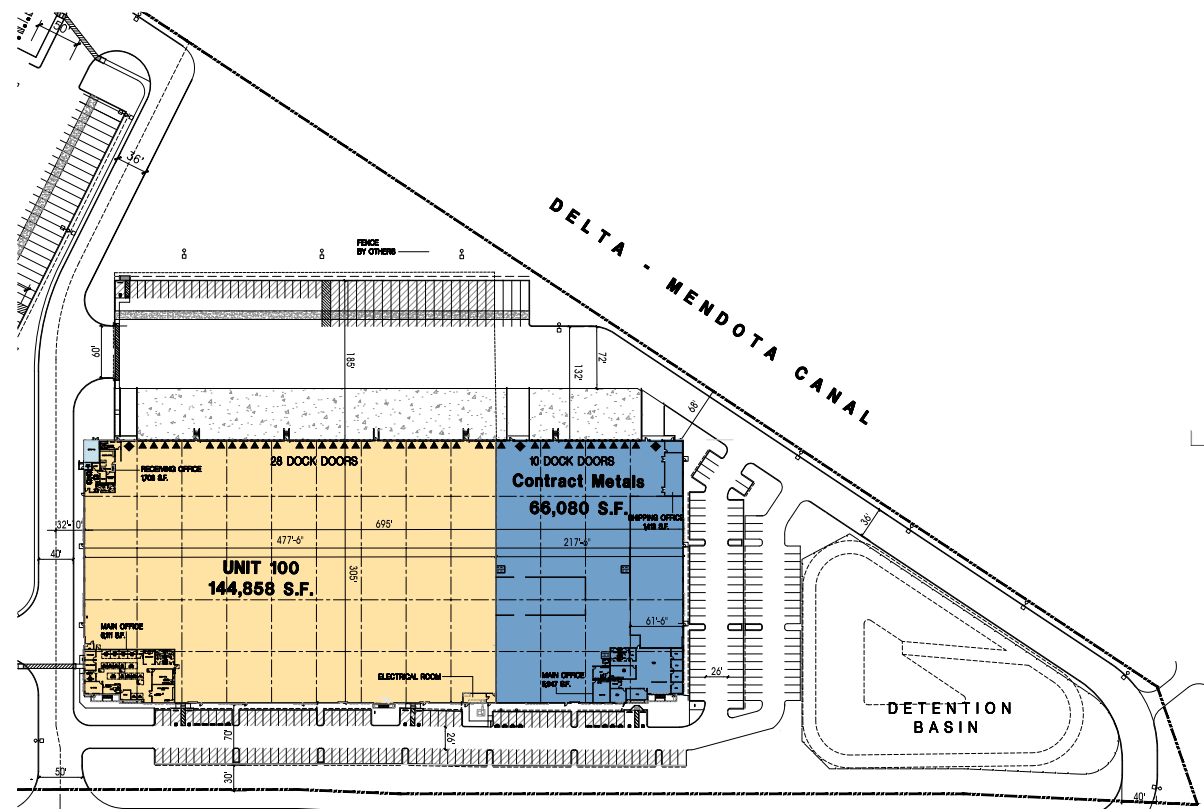 50'
36'
DELTA - MENDOTA CANAL
FENCE
BY OTHERS
60'
185'
132'
72'
68'
28 DOCK DOORS
10 DOCK DOORS
RECEIVING OFFICE
Contract Metals
66,080 S.F.
SHIPPING OFFICE
32'-10"
695'
36'
477'-6"
217'-6"
40'
UNIT 100
144,858 S.F.
305'
MAIN OFFICE
61'-6"
ELECTRICAL ROOM
MAIN OFFICE
26'
DETENTION
BASIN
70'
26'
50'
30'
40'